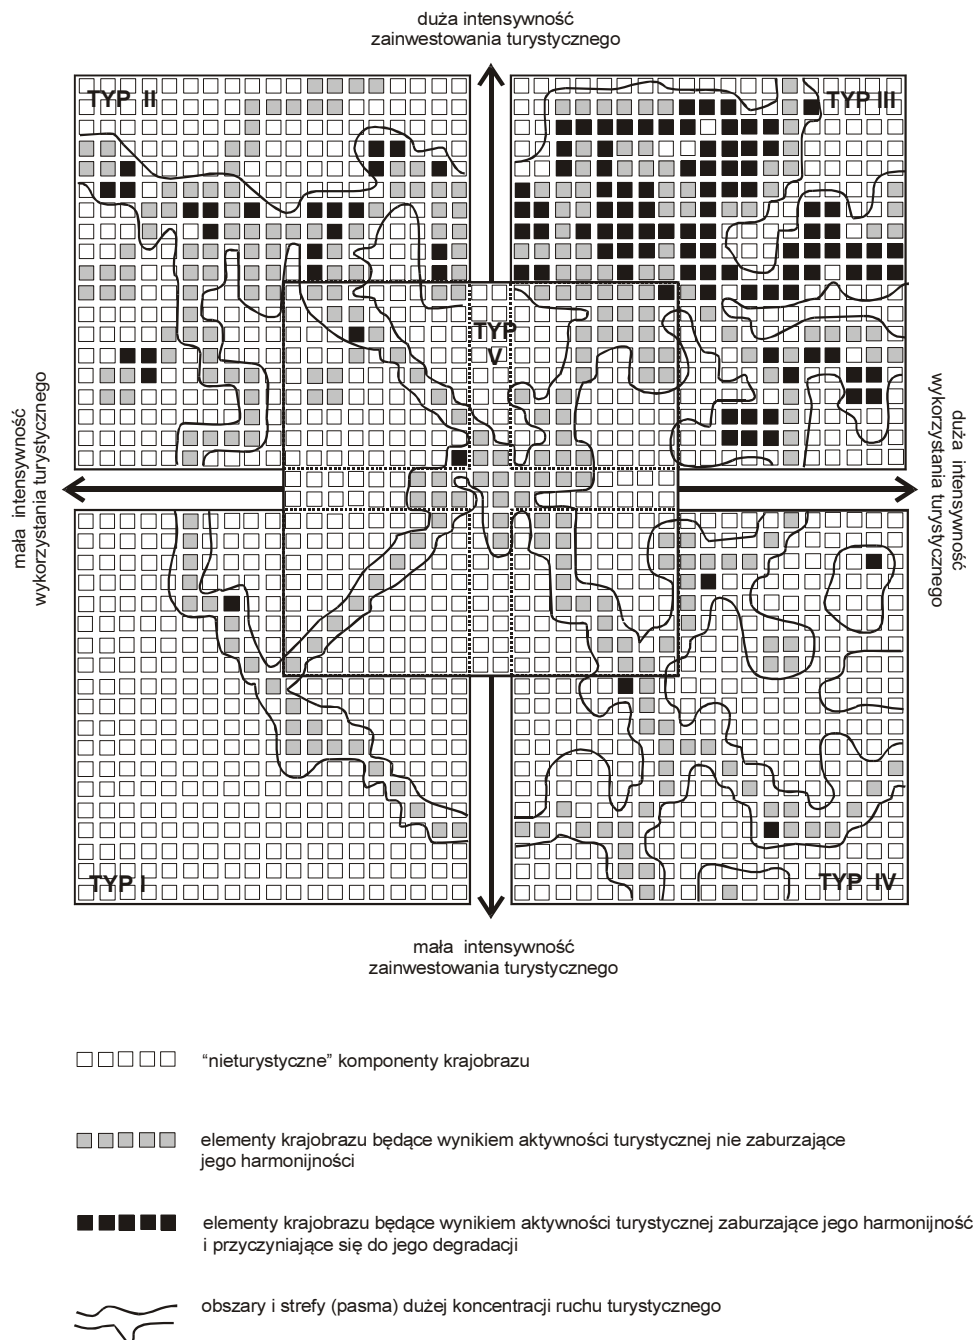 duża intensywność
zainwestowania turystycznego
TYP II
TYP III
TYP
V
mała intensywność
wykorzystania turystycznego
duża intensywność
wykorzystania turystycznego
TYP I
TYP IV
mała intensywność
zainwestowania turystycznego
“nieturystyczne” komponenty krajobrazu
elementy krajobrazu będące wynikiem aktywności turystycznej nie zaburzające
jego harmonijności
elementy krajobrazu będące wynikiem aktywności turystycznej zaburzające jego harmonijność
i przyczyniające się do jego degradacji
obszary i strefy (pasma) dużej koncentracji ruchu turystycznego